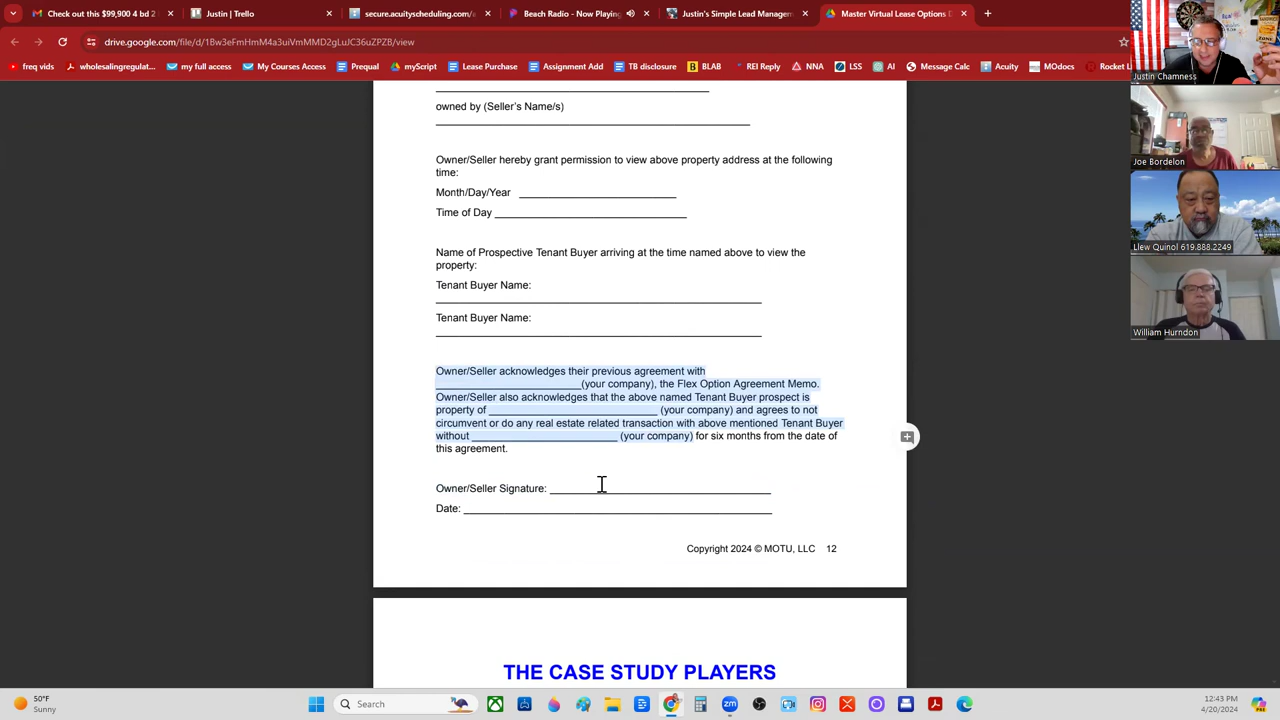 Check out this $99,900 4 bd 2
Justin | Trello
secure.acuityscheduling.com/a
Beach Radio - Now Playing
Justin's Simple Lead Managem
Master Virtual Lease Options D
drive.google.com/file/d/1Bw3eFmHmM4a3uiVmMMD2gLuJC36uZPZB/view
freq vids
wholesalingregulat...
my full access
My Courses Access
Prequal
myScript
Lease Purchase
Assignment Add
TB disclosure
BLAB
REI Reply
NNA
LSS
AI
Message Calc
Acuity
MOdocs
Rocket L
owned by (Seller's Name/s)
Owner/Seller hereby grant permission to view above property address at the following
time:
Month/Day/Year
Time of Day
Name of Prospective Tenant Buyer arriving at the time named above to view the
property:
Tenant Buyer Name:
Tenant Buyer Name:
Owner/Seller acknowledges their previous agreement with
(your company), the Flex Option Agreement Memo.
Owner/Seller also acknowledges that the above named Tenant Buyer prospect is
property of (your company) and agrees to not
circumvent or do any real estate related transaction with above mentioned Tenant Buyer
without (your company) for six months from the date of
this agreement.
Owner/Seller Signature:
Date:
Copyright 2024 © MOTU, LLC 12
THE CASE STUDY PLAYERS
Justin Chamness
Joe Bordelon
Llew Quinol 619.888.2249
William Hurndon
50°F
Sunny
Search
12:43 PM
4/20/2024